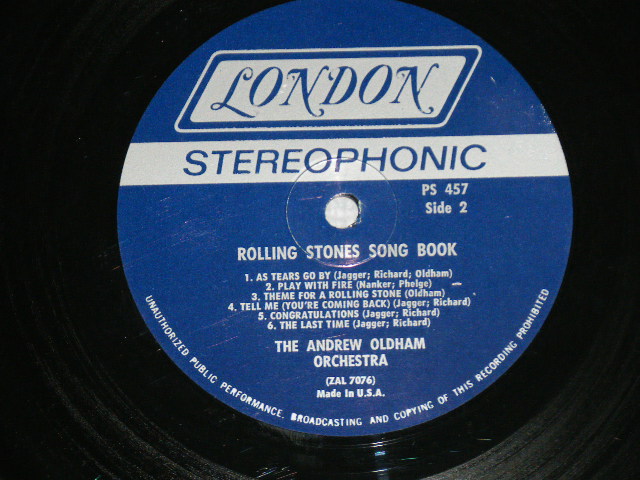 LONDON
STEREOPHONIC
PS 457
Side 2
ROLLING STONES SONG BOOK
1. AS TEARS GO BY (Jagger; Richard; Oldham)
2. PLAY WITH FIRE (Nanker; Phelge)
3. THEME FOR A ROLLING STONE (Oldham)
4. TELL ME (YOU'RE COMING BACK) (Jagger; Richard)
5. CONGRATULATIONS (Jagger; Richard)
6. THE LAST TIME (Jagger; Richard)
THE ANDREW OLDHAM
ORCHESTRA
(ZAL 7076)
Made In U.S.A.
UNAUTHORIZED PUBLIC PERFORMANCE, BROADCASTING AND COPYING OF THIS RECORDING PROHIBITED